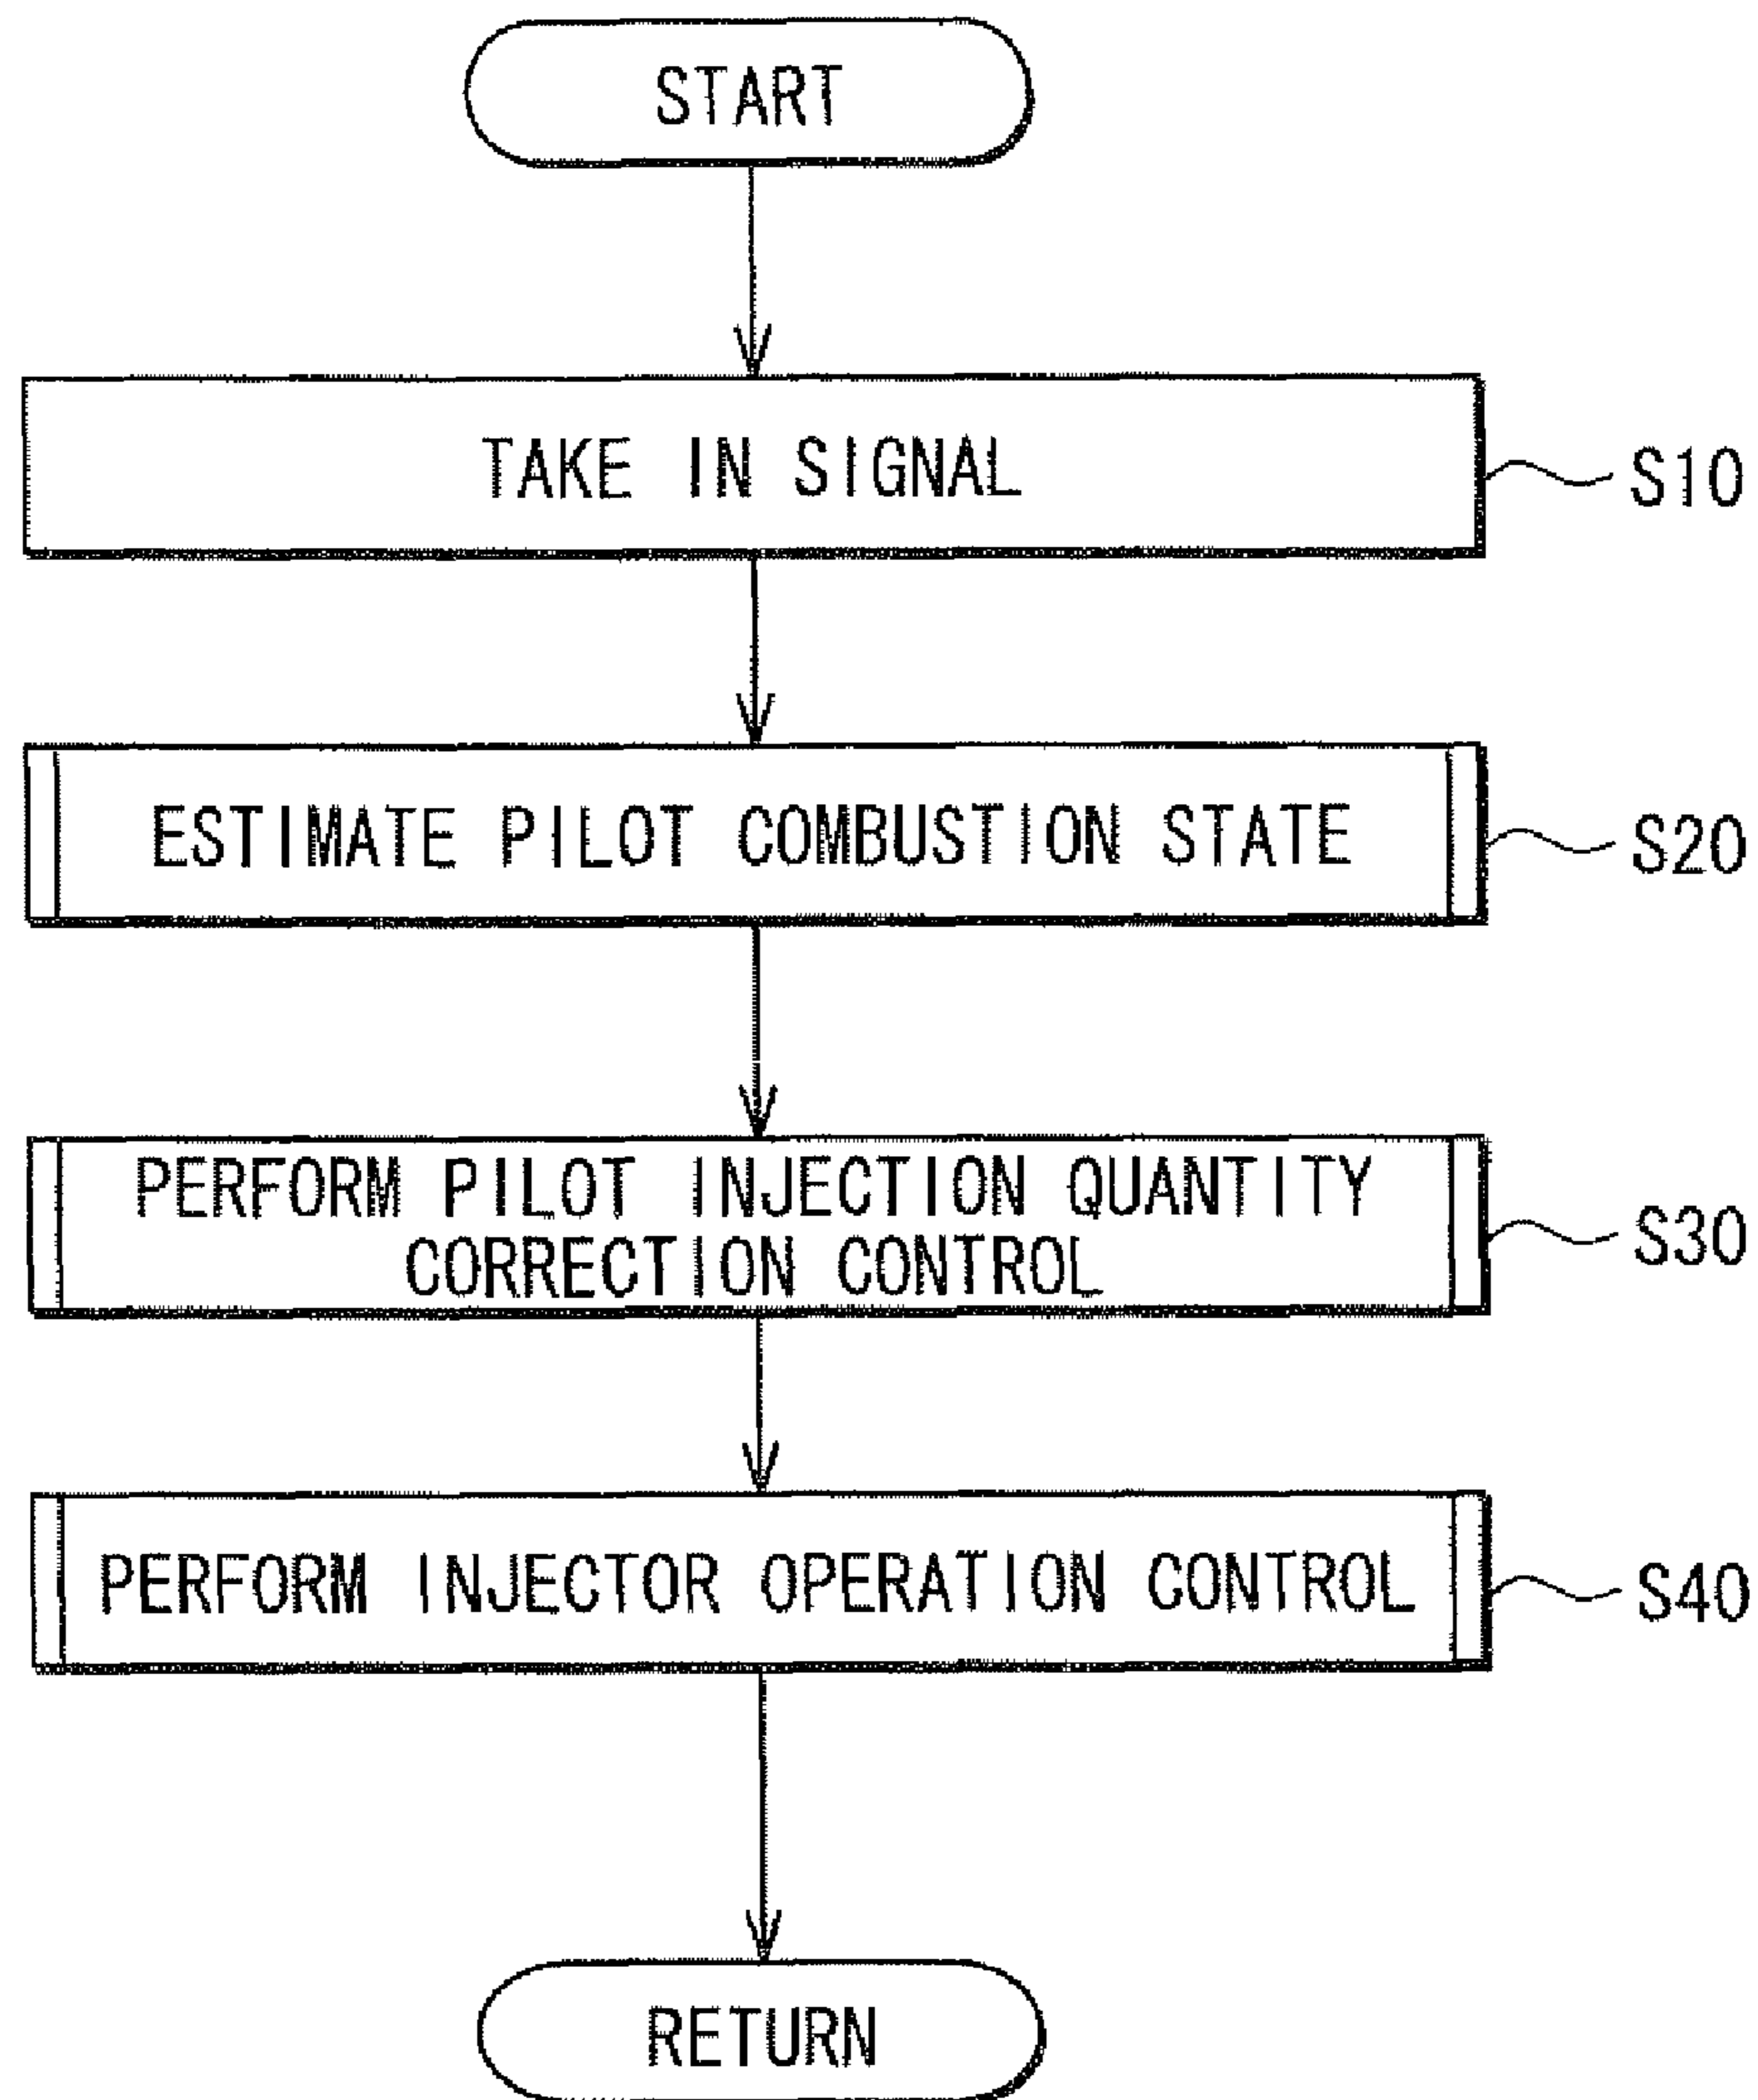 START
TAKE IN SIGNAL
S10
ESTIMATE PILOT COMBUSTION STATE
S20
PERFORM PILOT INJECTION QUANTITY
CORRECTION CONTROL
S30
PERFORM INJECTOR OPERATION CONTROL
S40
RETURN